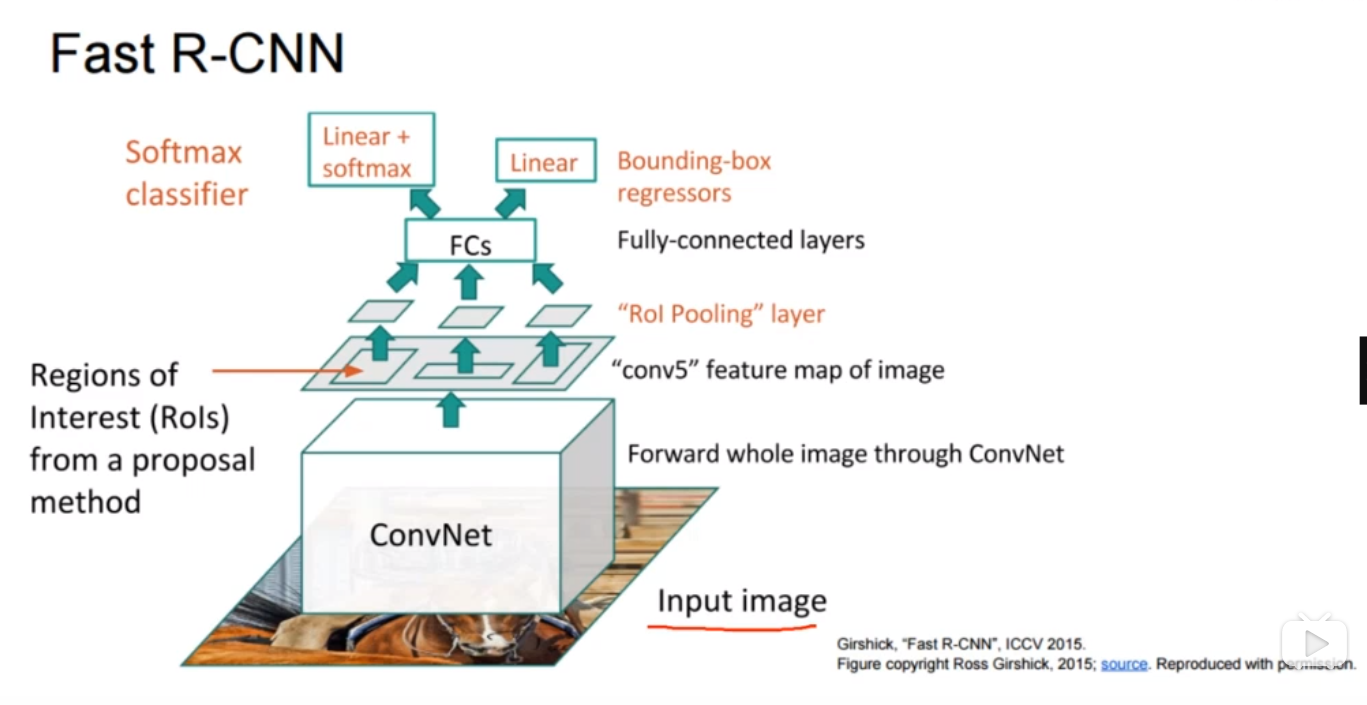 Fast R-CNN
Softmax
classifier
Linear +
softmax
Linear
Bounding-box
regressors
FCs
Fully-connected layers
“RoI Pooling” layer
Regions of
Interest (RoIs)
from a proposal
method
“conv5” feature map of image
Forward whole image through ConvNet
ConvNet
Input image
Girshick, “Fast R-CNN”, ICCV 2015.
Figure copyright Ross Girshick, 2015; source. Reproduced with permission.